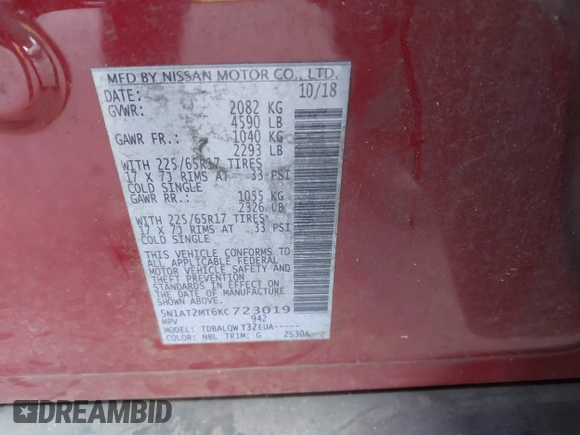 MFD BY NISSAN MOTOR CO., LTD.
DATE: 10/18
GVWR: 2082 KG
4590 LB
GAWR FR.: 1040 KG
2293 LB
WITH 225/65R17 TIRES
17 X 7J RIMS AT 33 PSI
COLD SINGLE
GAWR RR.: 1055 KG
2326 LB
WITH 225/65R17 TIRES
17 X 7J RIMS AT 33 PSI
COLD SINGLE
THIS VEHICLE CONFORMS TO
ALL APPLICABLE FEDERAL
MOTOR VEHICLE SAFETY AND
THEFT PREVENTION
STANDARDS IN EFFECT ON
THE DATE OF MANUFACTURE
SHOWN ABOVE.
5N1AT2MT6KC723019
MPV 942
MODEL: TDBALQW T32EUA-----
COLOR: NBL TRIM: G
DREAMBID